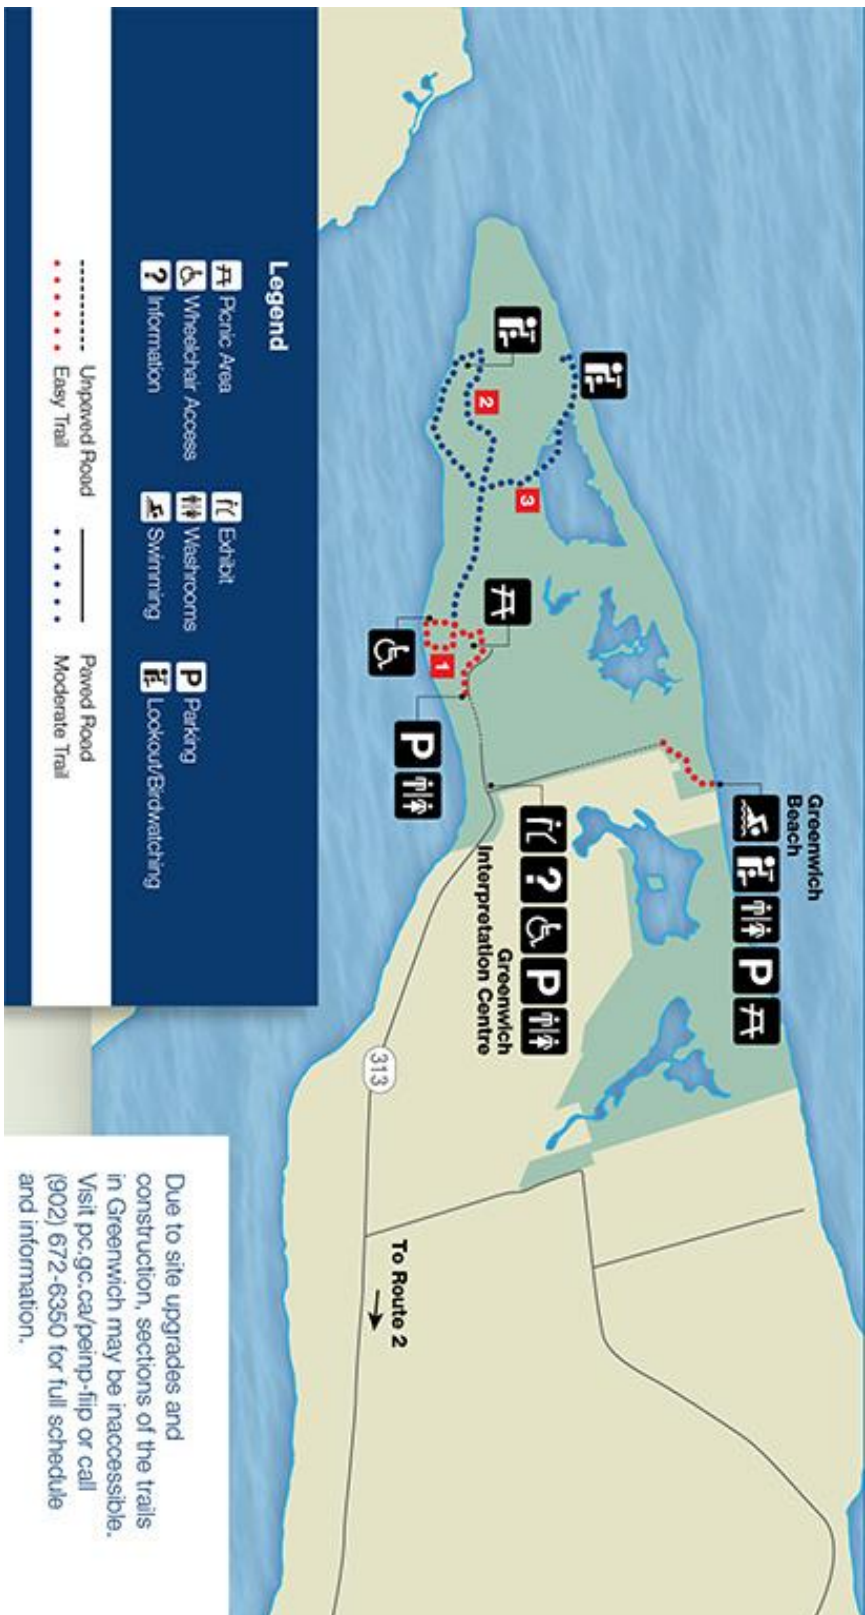 Greenwich
Beach
Greenwich
Interpretation Centre
P
?
P
P
P
1
2
3
313
To Route 2
Legend
Picnic Area
Wheelchair Access
? Information
Exhibit
Washrooms
Swimming
P Parking
Lookout/Birdwatching
Unpaved Road
Easy Trail
Paved Road
Moderate Trail
Due to site upgrades and
construction, sections of the trails
in Greenwich may be inaccessible.
Visit pc.gc.ca/peinp-fiip or call
(902) 672-6350 for full schedule
and information.